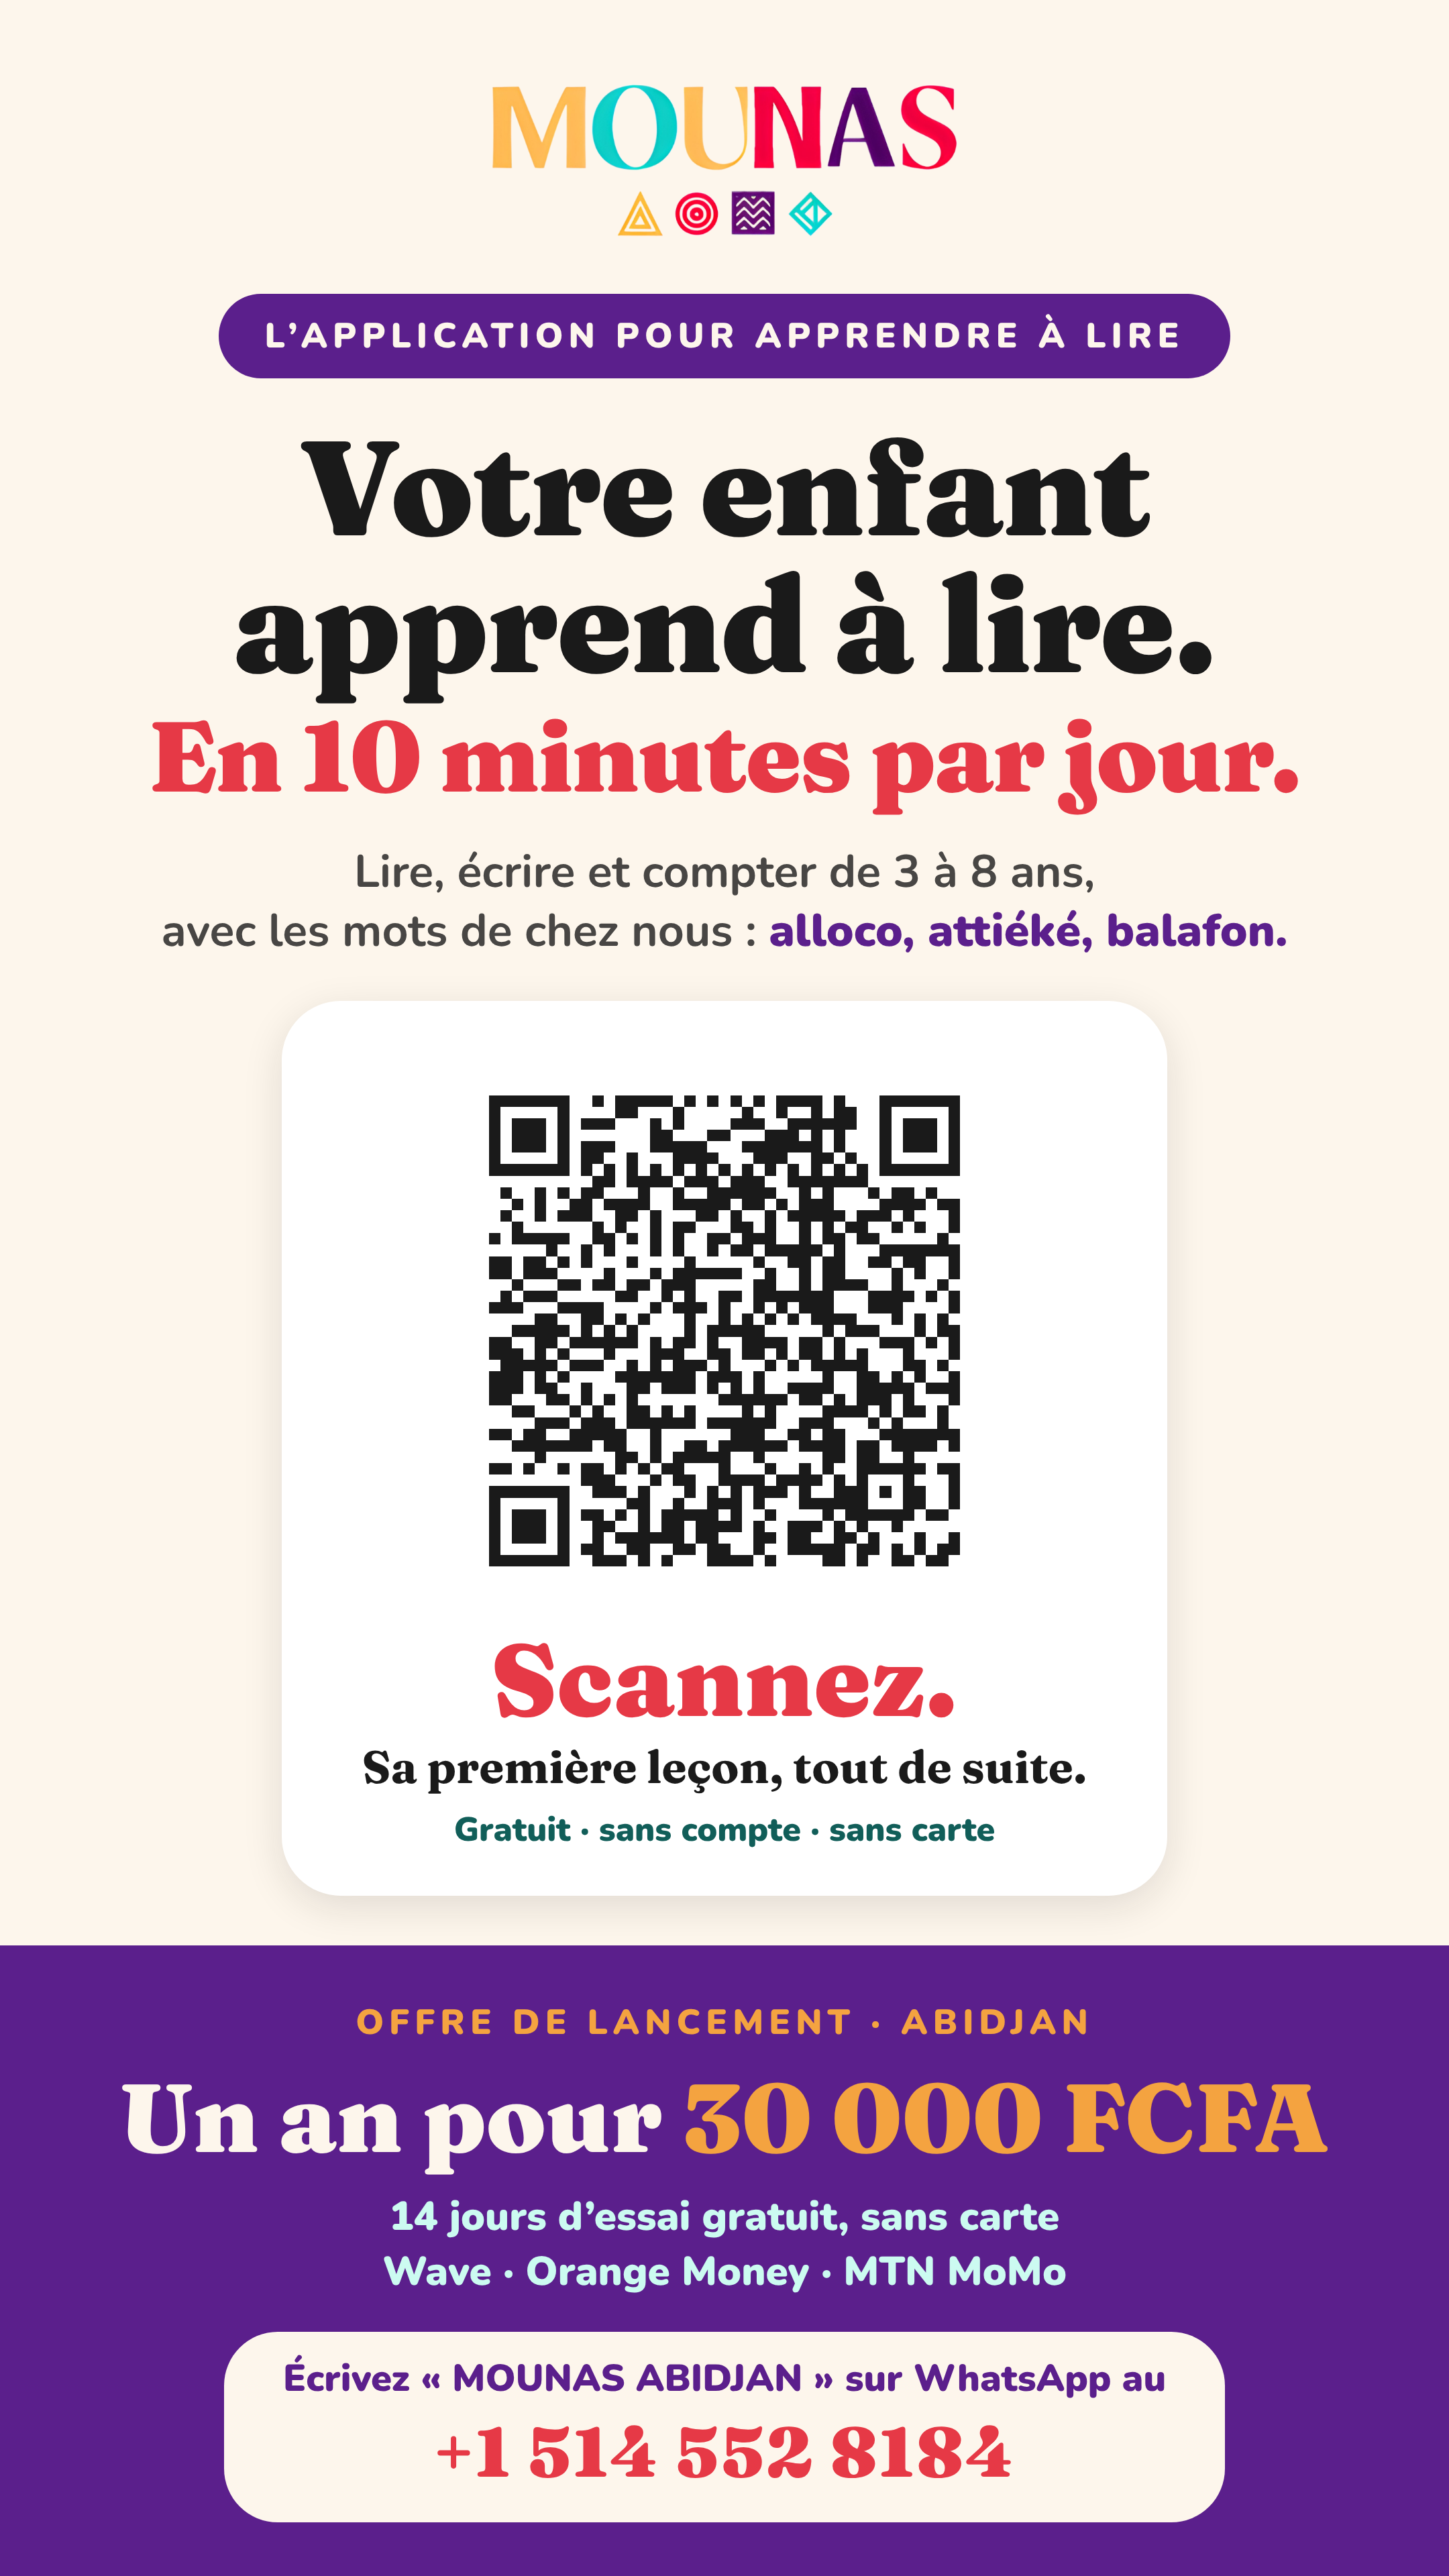 MOUNAS
L’APPLICATION POUR APPRENDRE À LIRE
Votre enfant
apprend à lire.
En 10 minutes par jour.
Lire, écrire et compter de 3 à 8 ans,
avec les mots de chez nous : alloco, attiéké, balafon.
Scannez.
Sa première leçon, tout de suite.
Gratuit · sans compte · sans carte
OFFRE DE LANCEMENT · ABIDJAN
Un an pour 30 000 FCFA
14 jours d’essai gratuit, sans carte
Wave · Orange Money · MTN MoMo
Écrivez « MOUNAS ABIDJAN » sur WhatsApp au
+1 514 552 8184